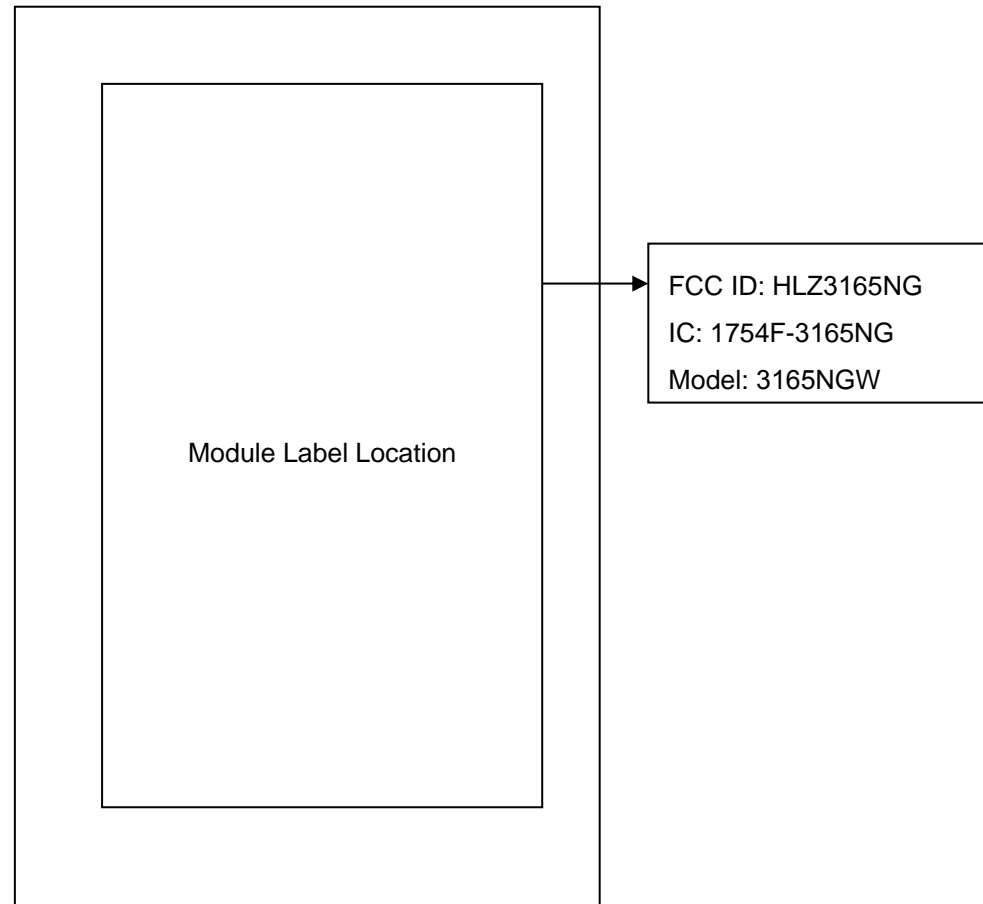 FCC ID: HLZ3165NG
IC: 1754F-3165NG
Model: 3165NGW
Module Label Location